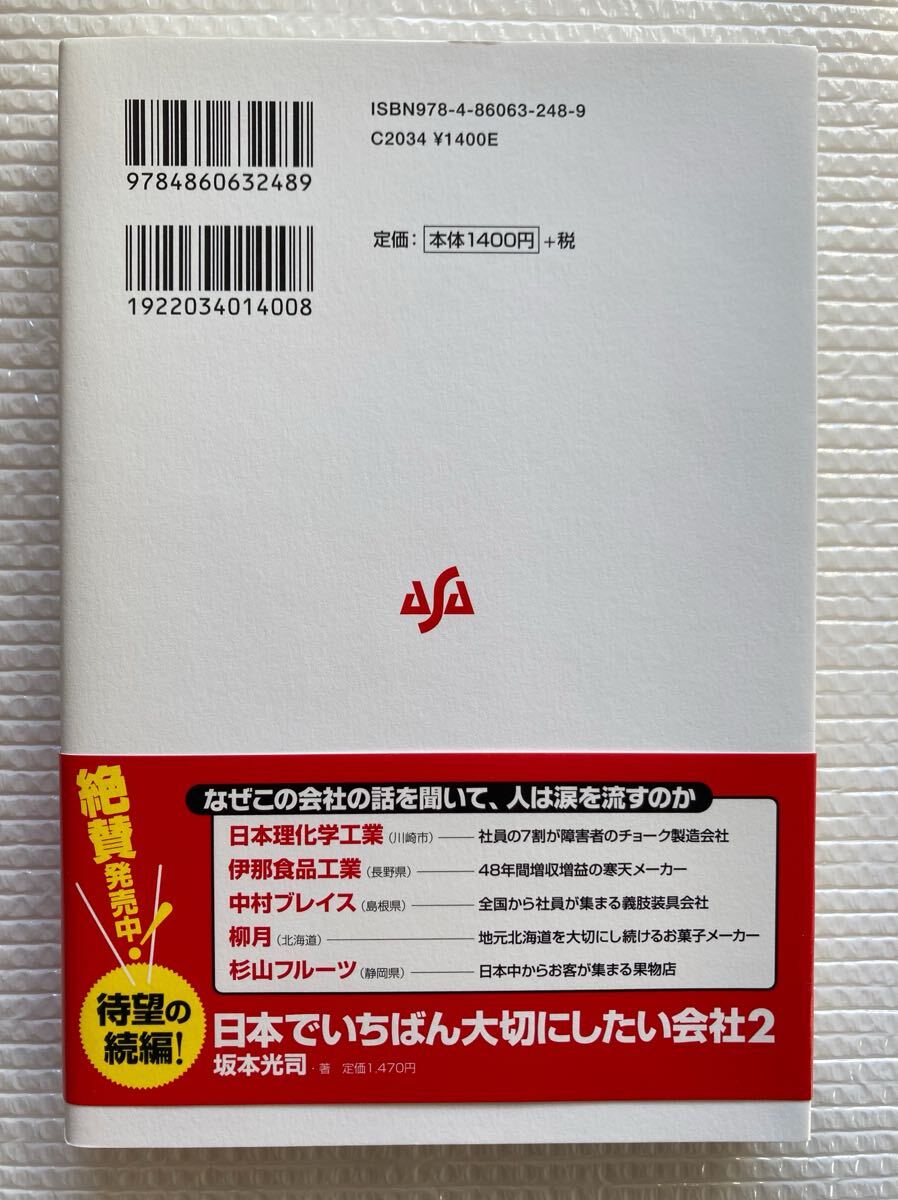 ISBN978-4-86063-248-9
C2034 ¥1400E
9784860632489
定価：本体1400円＋税
1922034014008
ASA
絶賛発売中！
待望の
続編！
なぜこの会社の話を聞いて、人は涙を流すのか
日本理化学工業（川崎市）―社員の7割が障害者のチョーク製造会社
伊那食品工業（長野県）―48年間増収増益の寒天メーカー
中村ブレイス（島根県）―全国から社員が集まる義肢装具会社
柳月（北海道）―地元北海道を大切にし続けるお菓子メーカー
杉山フルーツ（静岡県）―日本中からお客が集まる果物店
日本でいちばん大切にしたい会社2
坂本光司・著 定価1,470円